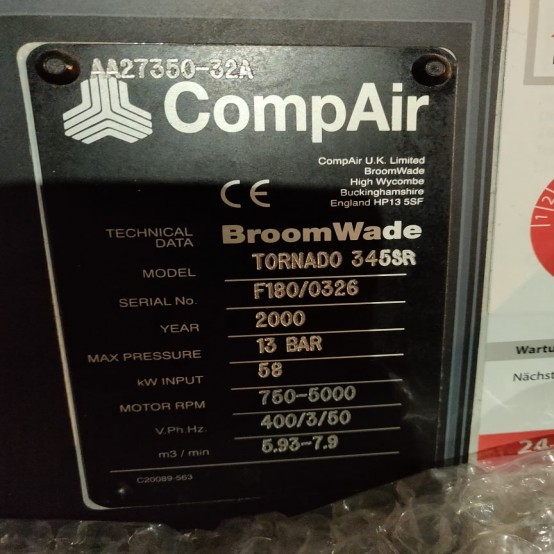 AA27350-32A
CompAir
CompAir U.K. Limited
BroomWade
High Wycombe
Buckinghamshire
England HP13 5SF
CE
TECHNICAL DATA BroomWade
MODEL TORNADO 345SR
SERIAL No. F180/0326
YEAR 2000
MAX PRESSURE 13 BAR
kW INPUT 58
MOTOR RPM 750-5000
V.Ph.Hz. 400/3/50
m3 / min 5.93-7.9
C20089-563
1 2
Wartu
Nächst
24.